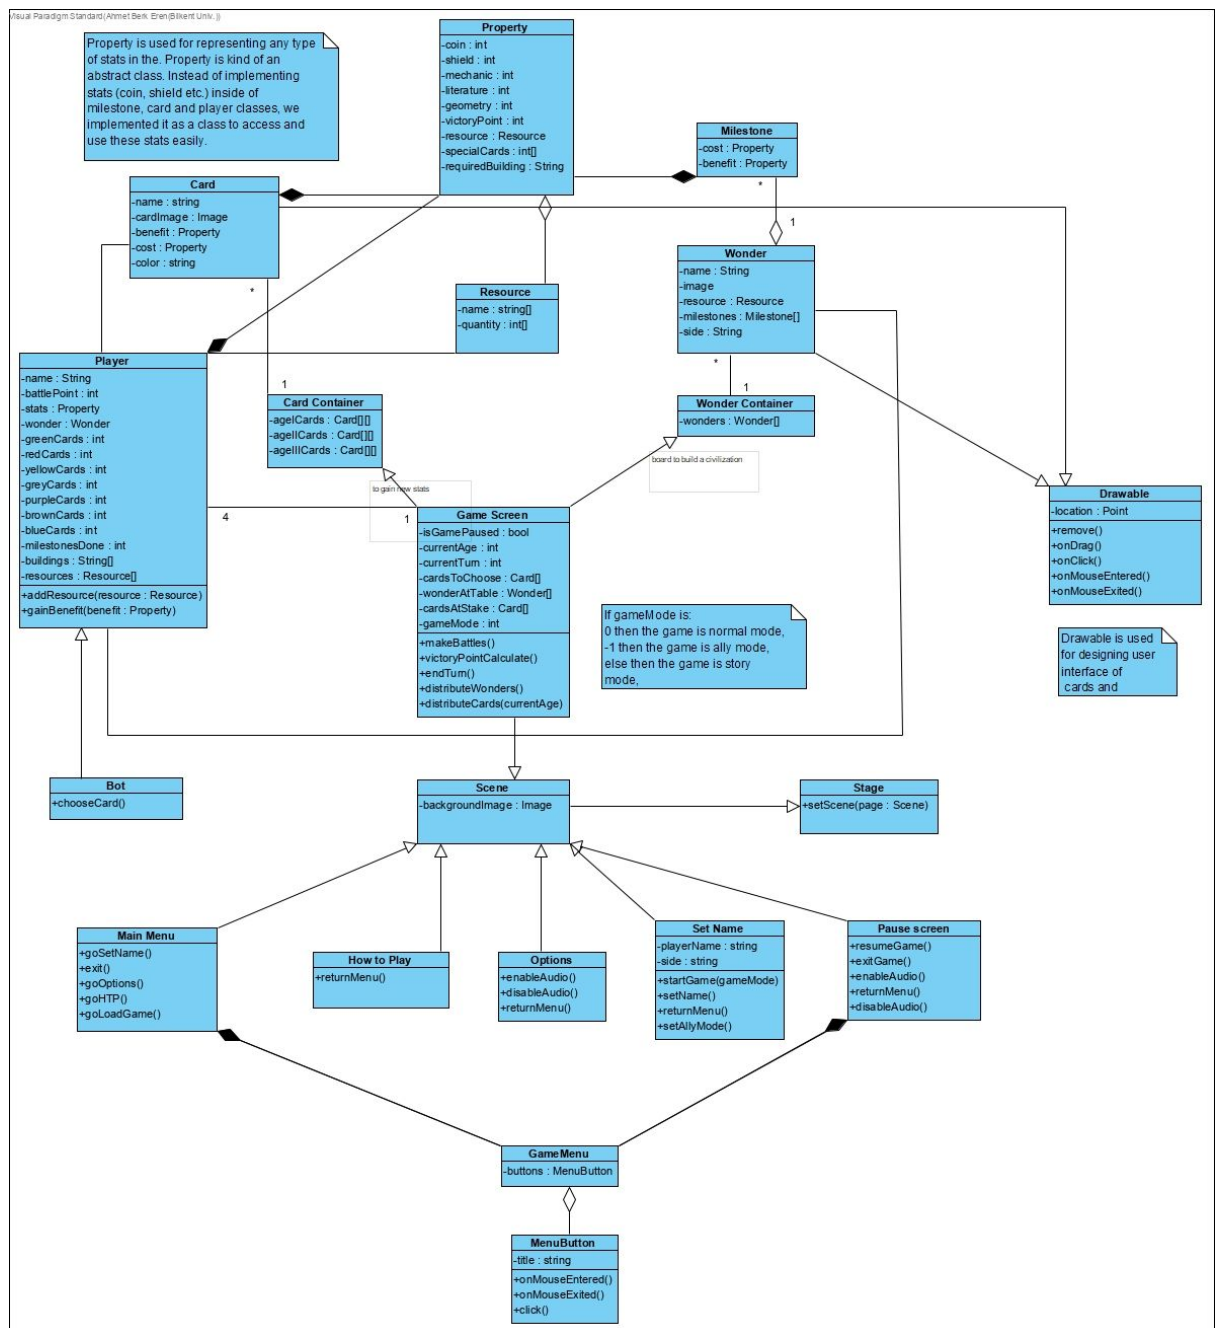 Visual Paradigm Standard(Ahmet Berk Eren(Bilkent Univ.))
Property is used for representing any type
of stats in the. Property is kind of an
abstract class. Instead of implementing
stats (coin, shield etc.) inside of
milestone, card and player classes, we
implemented it as a class to access and
use these stats easily.
Property
-coin : int
-shield : int
-mechanic : int
-literature : int
-geometry : int
-victoryPoint : int
-resource : Resource
-specialCards : int[]
-requiredBuilding : String
Milestone
-cost : Property
-benefit : Property
*
1
Card
-name : string
-cardImage : Image
-benefit : Property
-cost : Property
-color : string
*
Wonder
-name : String
-image
-resource : Resource
-milestones : Milestone[]
-side : String
*
1
Resource
-name : string[]
-quantity : int[]
Player
-name : String
-battlePoint : int
-stats : Property
-wonder : Wonder
-greenCards : int
-redCards : int
-yellowCards : int
-greyCards : int
-purpleCards : int
-brownCards : int
-blueCards : int
-milestonesDone : int
-buildings : String[]
-resources : Resource[]
+addResource(resource : Resource)
+gainBenefit(benefit : Property)
1
Card Container
-ageICards : Card[][]
-ageIICards : Card[][]
-ageIIICards : Card[][]
Wonder Container
-wonders : Wonder[]
board to build a civilization
to gain new stats
4
1
Game Screen
-isGamePaused : bool
-currentAge : int
-currentTurn : int
-cardsToChoose : Card[]
-wonderAtTable : Wonder[]
-cardsAtStake : Card[]
-gameMode : int
+makeBattles()
+victoryPointCalculate()
+endTurn()
+distributeWonders()
+distributeCards(currentAge)
Drawable
-location : Point
+remove()
+onDrag()
+onClick()
+onMouseEntered()
+onMouseExited()
If gameMode is:
0 then the game is normal mode,
-1 then the game is ally mode,
else then the game is story
mode,
Drawable is used
for designing user
interface of
cards and
Bot
+chooseCard()
Scene
-backgroundImage : Image
Stage
+setScene(page : Scene)
Main Menu
+goSetName()
+exit()
+goOptions()
+goHTP()
+goLoadGame()
How to Play
+returnMenu()
Options
+enableAudio()
+disableAudio()
+returnMenu()
Set Name
-playerName : string
-side : string
+startGame(gameMode)
+setName()
+returnMenu()
+setAllyMode()
Pause screen
+resumeGame()
+exitGame()
+enableAudio()
+returnMenu()
+disableAudio()
GameMenu
-buttons : MenuButton
MenuButton
-title : string
+onMouseEntered()
+onMouseExited()
+click()